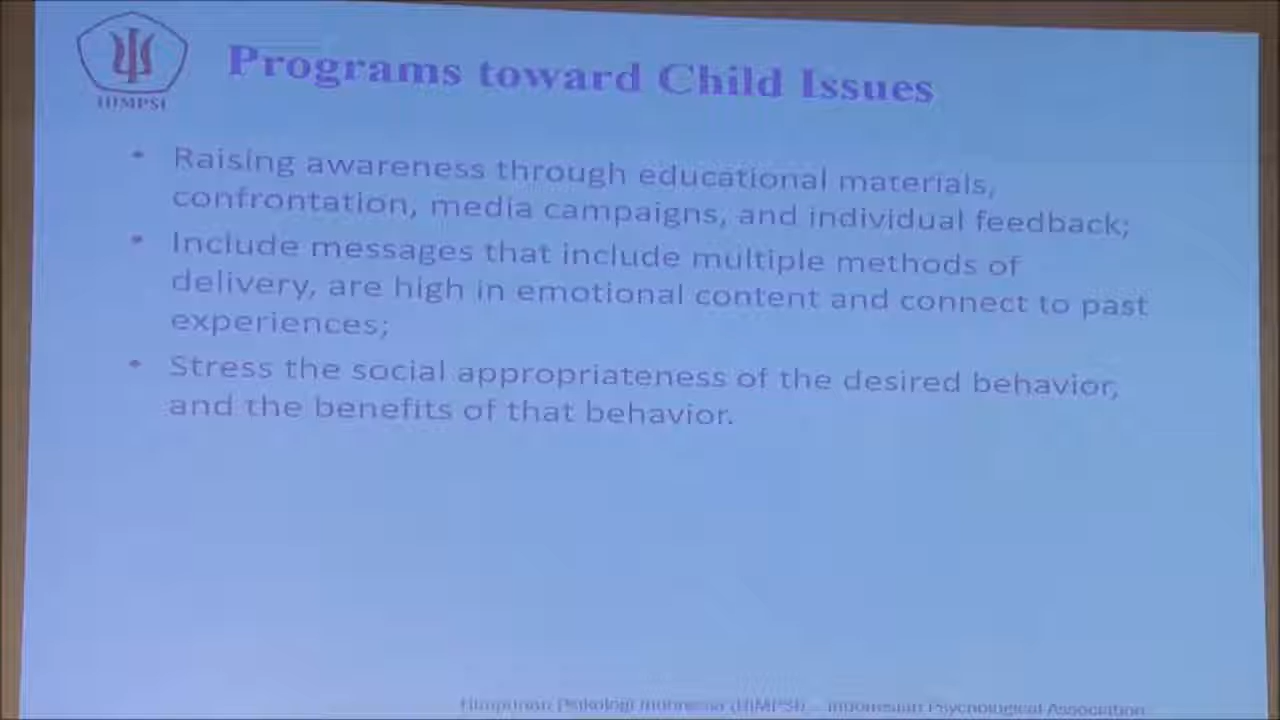 HIMPSI
Programs toward Child Issues
• Raising awareness through educational materials,
confrontation, media campaigns, and individual feedback;
• Include messages that include multiple methods of
delivery, are high in emotional content and connect to past
experiences;
• Stress the social appropriateness of the desired behavior,
and the benefits of that behavior.
Himpunan Psikologi Indonesia (HIMPSI) – Indonesian Psychological Association